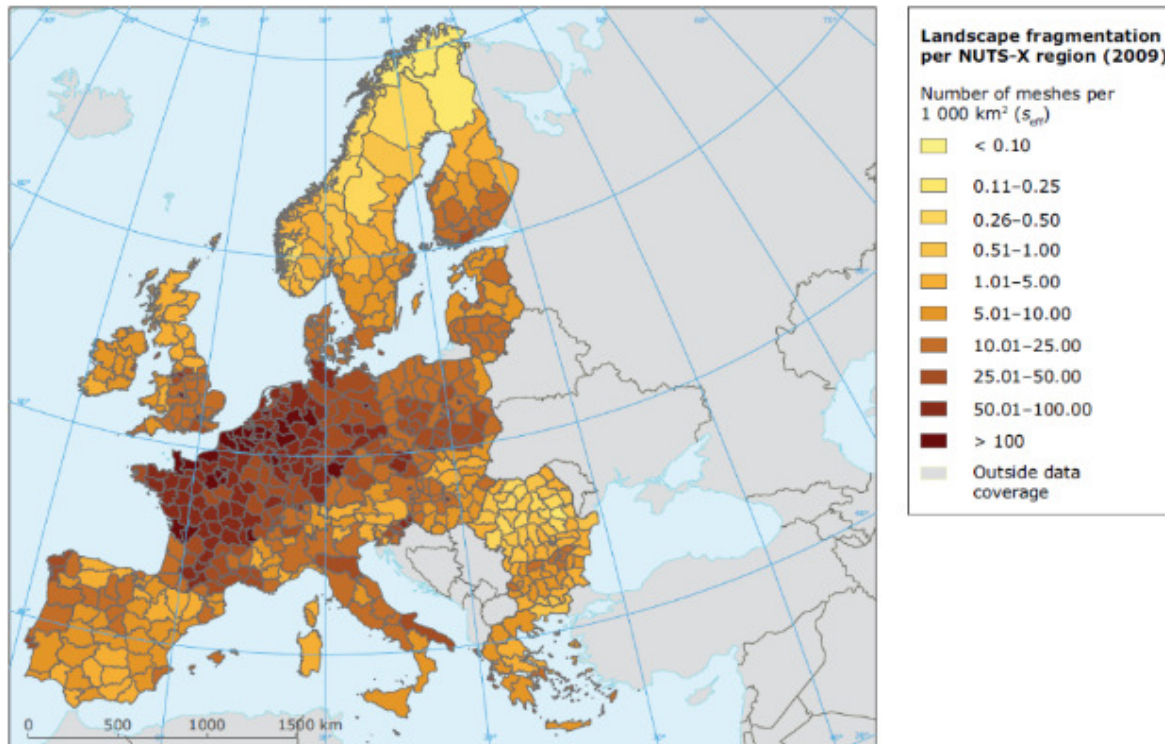 Landscape fragmentation
per NUTS-X region (2009)
Number of meshes per
1 000 km² (seff)
< 0.10
0.11–0.25
0.26–0.50
0.51–1.00
1.01–5.00
5.01–10.00
10.01–25.00
25.01–50.00
50.01–100.00
> 100
Outside data
coverage
0 500 1000 1500 km